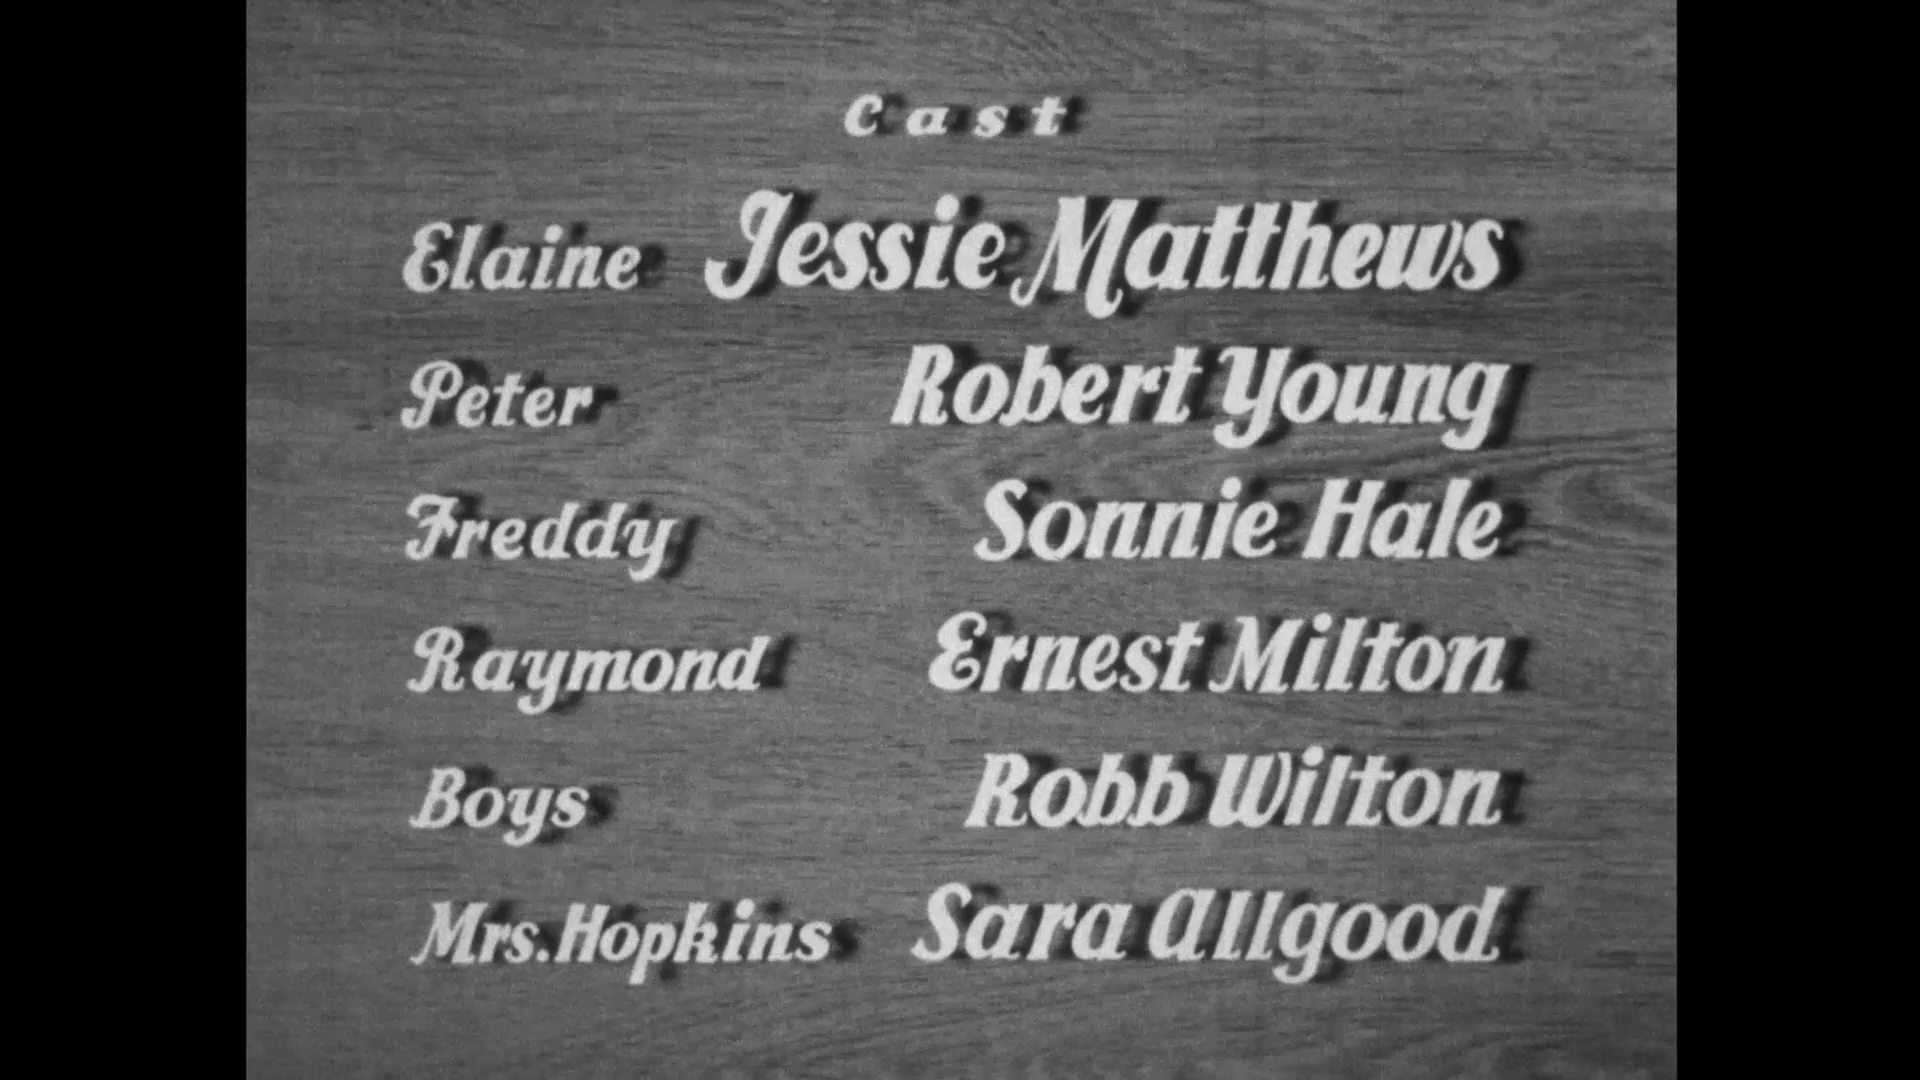 Cast
Elaine Jessie Matthews
Peter Robert Young
Freddy Sonnie Hale
Raymond Ernest Milton
Boys Robb Wilton
Mrs. Hopkins Sara Allgood